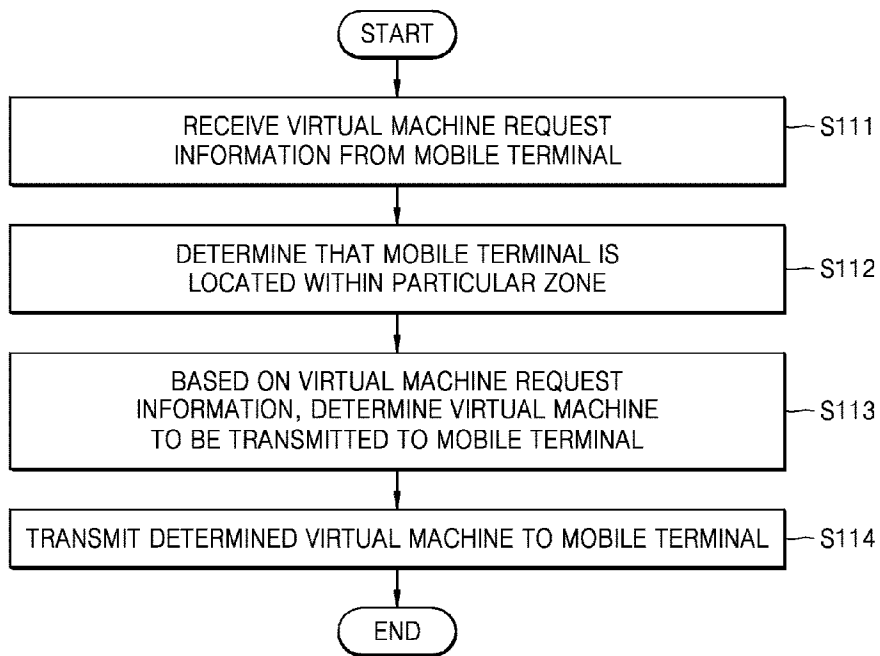 START
RECEIVE VIRTUAL MACHINE REQUEST
INFORMATION FROM MOBILE TERMINAL
S111
DETERMINE THAT MOBILE TERMINAL IS
LOCATED WITHIN PARTICULAR ZONE
S112
BASED ON VIRTUAL MACHINE REQUEST
INFORMATION, DETERMINE VIRTUAL MACHINE
TO BE TRANSMITTED TO MOBILE TERMINAL
S113
TRANSMIT DETERMINED VIRTUAL MACHINE TO MOBILE TERMINAL
S114
END